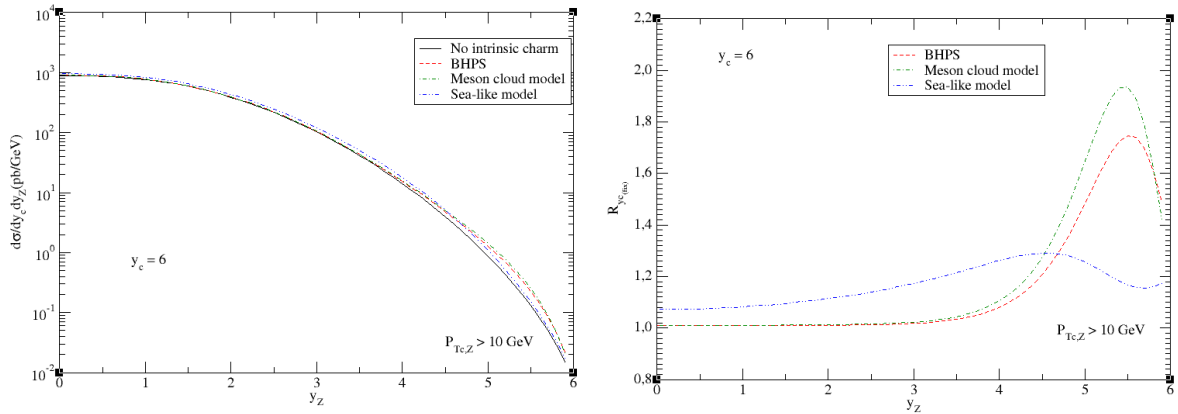 10^4
10^3
10^2
10^1
10^0
10^-1
10^-2
dσ/dy_c dy_Z(pb/GeV)
No intrinsic charm
BHPS
Meson cloud model
Sea-like model
y_c = 6
P_Tc,Z > 10 GeV
0 1 2 3 4 5 6
y_Z
2,2
2,0
1,8
1,6
1,4
1,2
1,0
0,8
R_yc(fix)
y_c = 6
BHPS
Meson cloud model
Sea-like model
P_Tc,Z > 10 GeV
0 1 2 3 4 5 6
y_Z